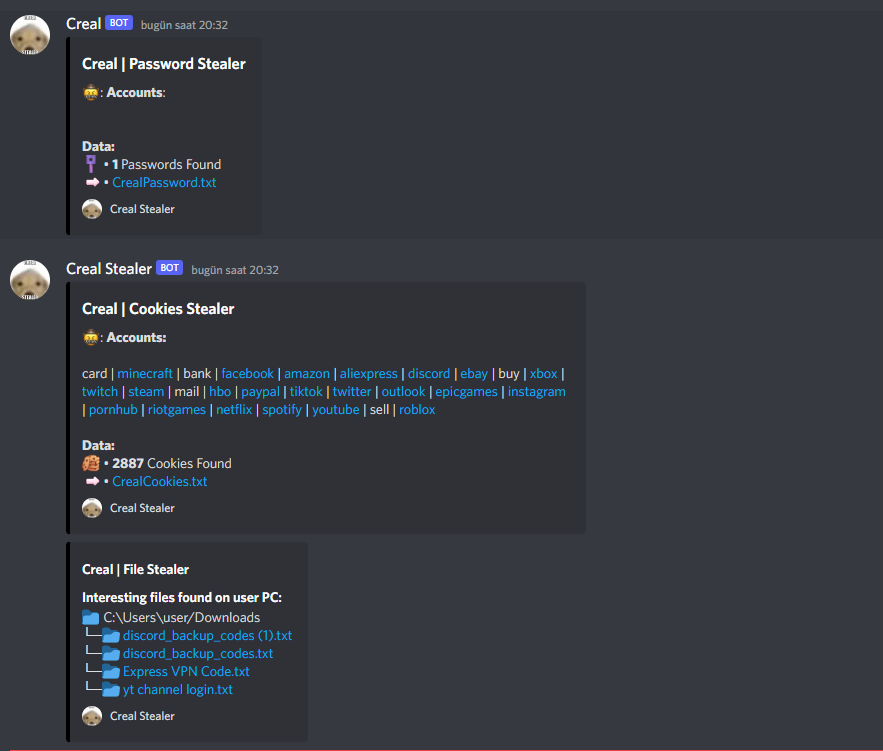 Creal BOT bugün saat 20:32
Creal | Password Stealer
: Accounts:
Data:
• 1 Passwords Found
• CrealPassword.txt
Creal Stealer
Creal Stealer BOT bugün saat 20:32
Creal | Cookies Stealer
: Accounts:
card | minecraft | bank | facebook | amazon | aliexpress | discord | ebay | buy | xbox |
twitch | steam | mail | hbo | paypal | tiktok | twitter | outlook | epicgames | instagram
| pornhub | riotgames | netflix | spotify | youtube | sell | roblox
Data:
• 2887 Cookies Found
• CrealCookies.txt
Creal Stealer
Creal | File Stealer
Interesting files found on user PC:
C:\Users\user/Downloads
discord_backup_codes (1).txt
discord_backup_codes.txt
Express VPN Code.txt
yt channel login.txt
Creal Stealer